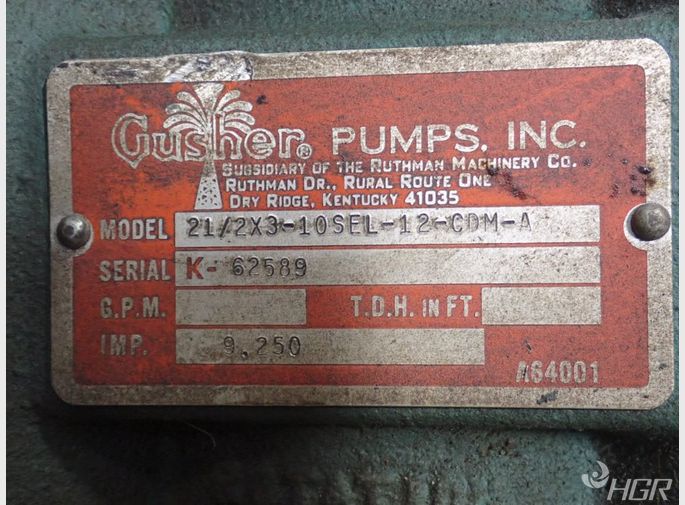 Gusher® PUMPS, INC.
SUBSIDIARY OF THE RUTHMAN MACHINERY CO.
RUTHMAN DR., RURAL ROUTE ONE
DRY RIDGE, KENTUCKY 41035
MODEL 21/2X3-10SEL-12-CDM-A
SERIAL K- 62589
G.P.M. T.D.H. IN FT.
IMP. 9,250
A64001
HGR